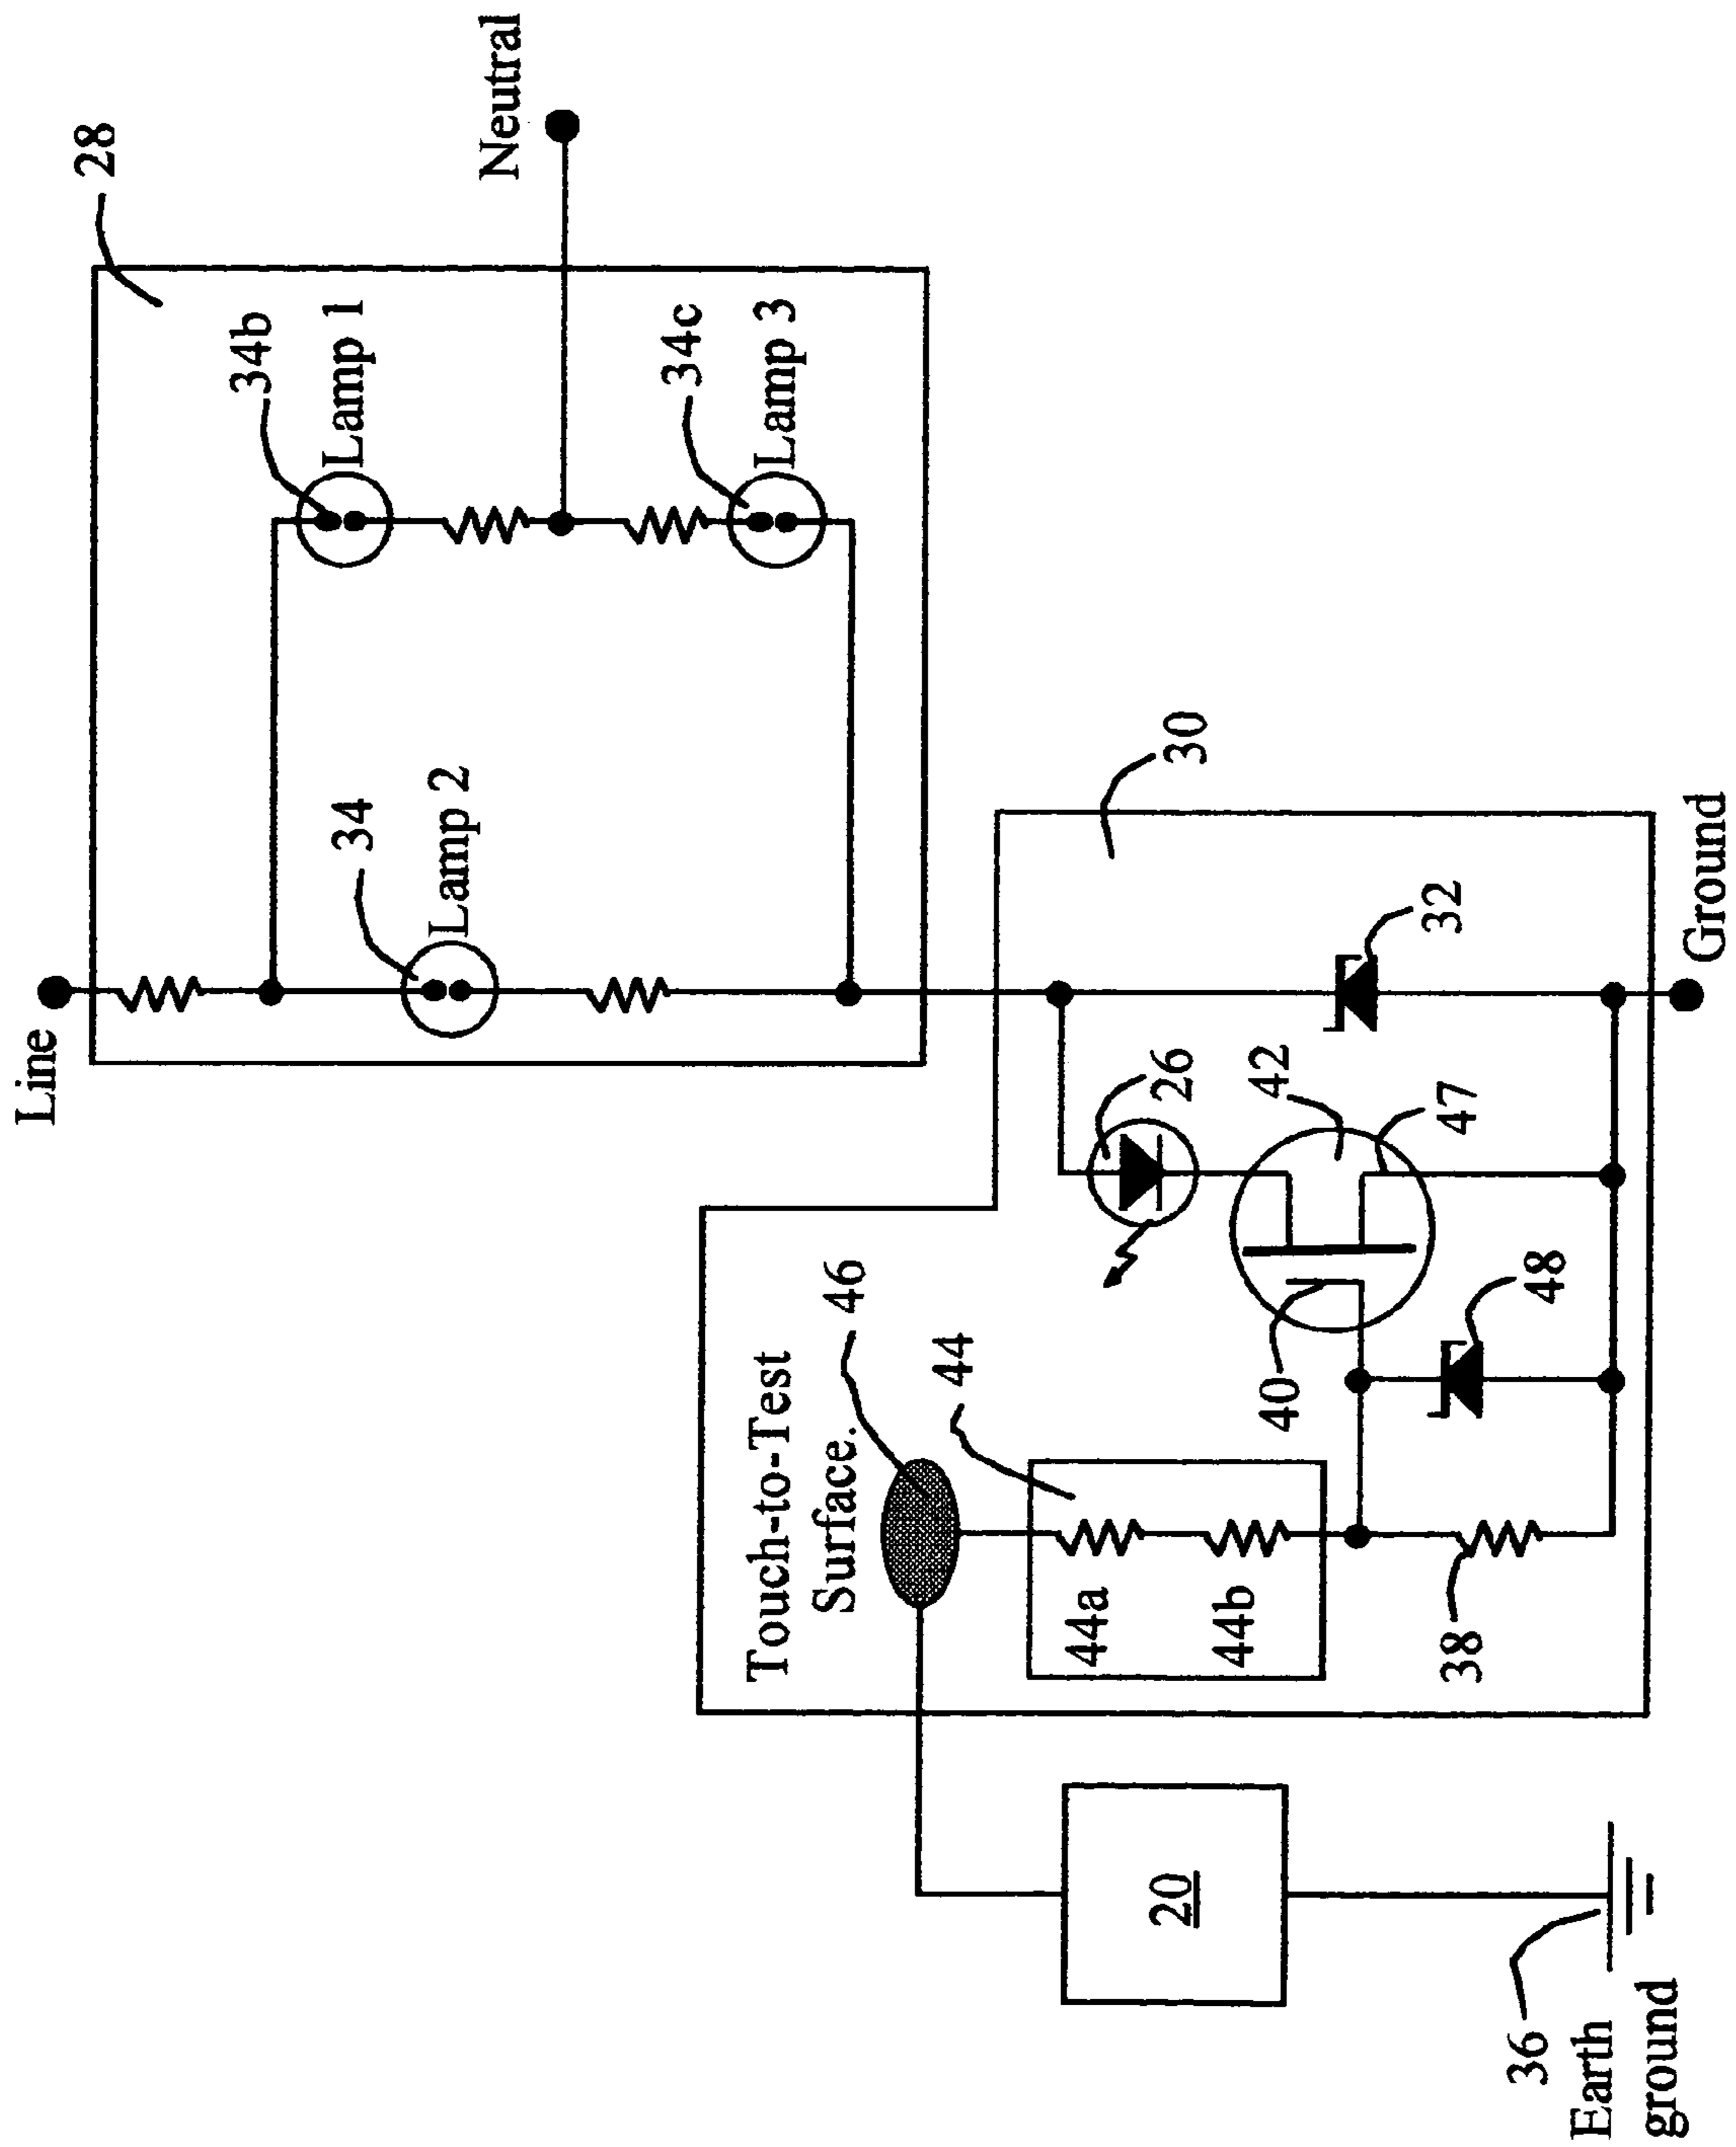 Line
28
34
Lamp 2
34b
Lamp 1
Neutral
34c
Lamp 3
30
Touch-to-Test
Surface.
46
44
44a
44b
26
42
47
40
48
32
38
20
36
Earth
ground
Ground